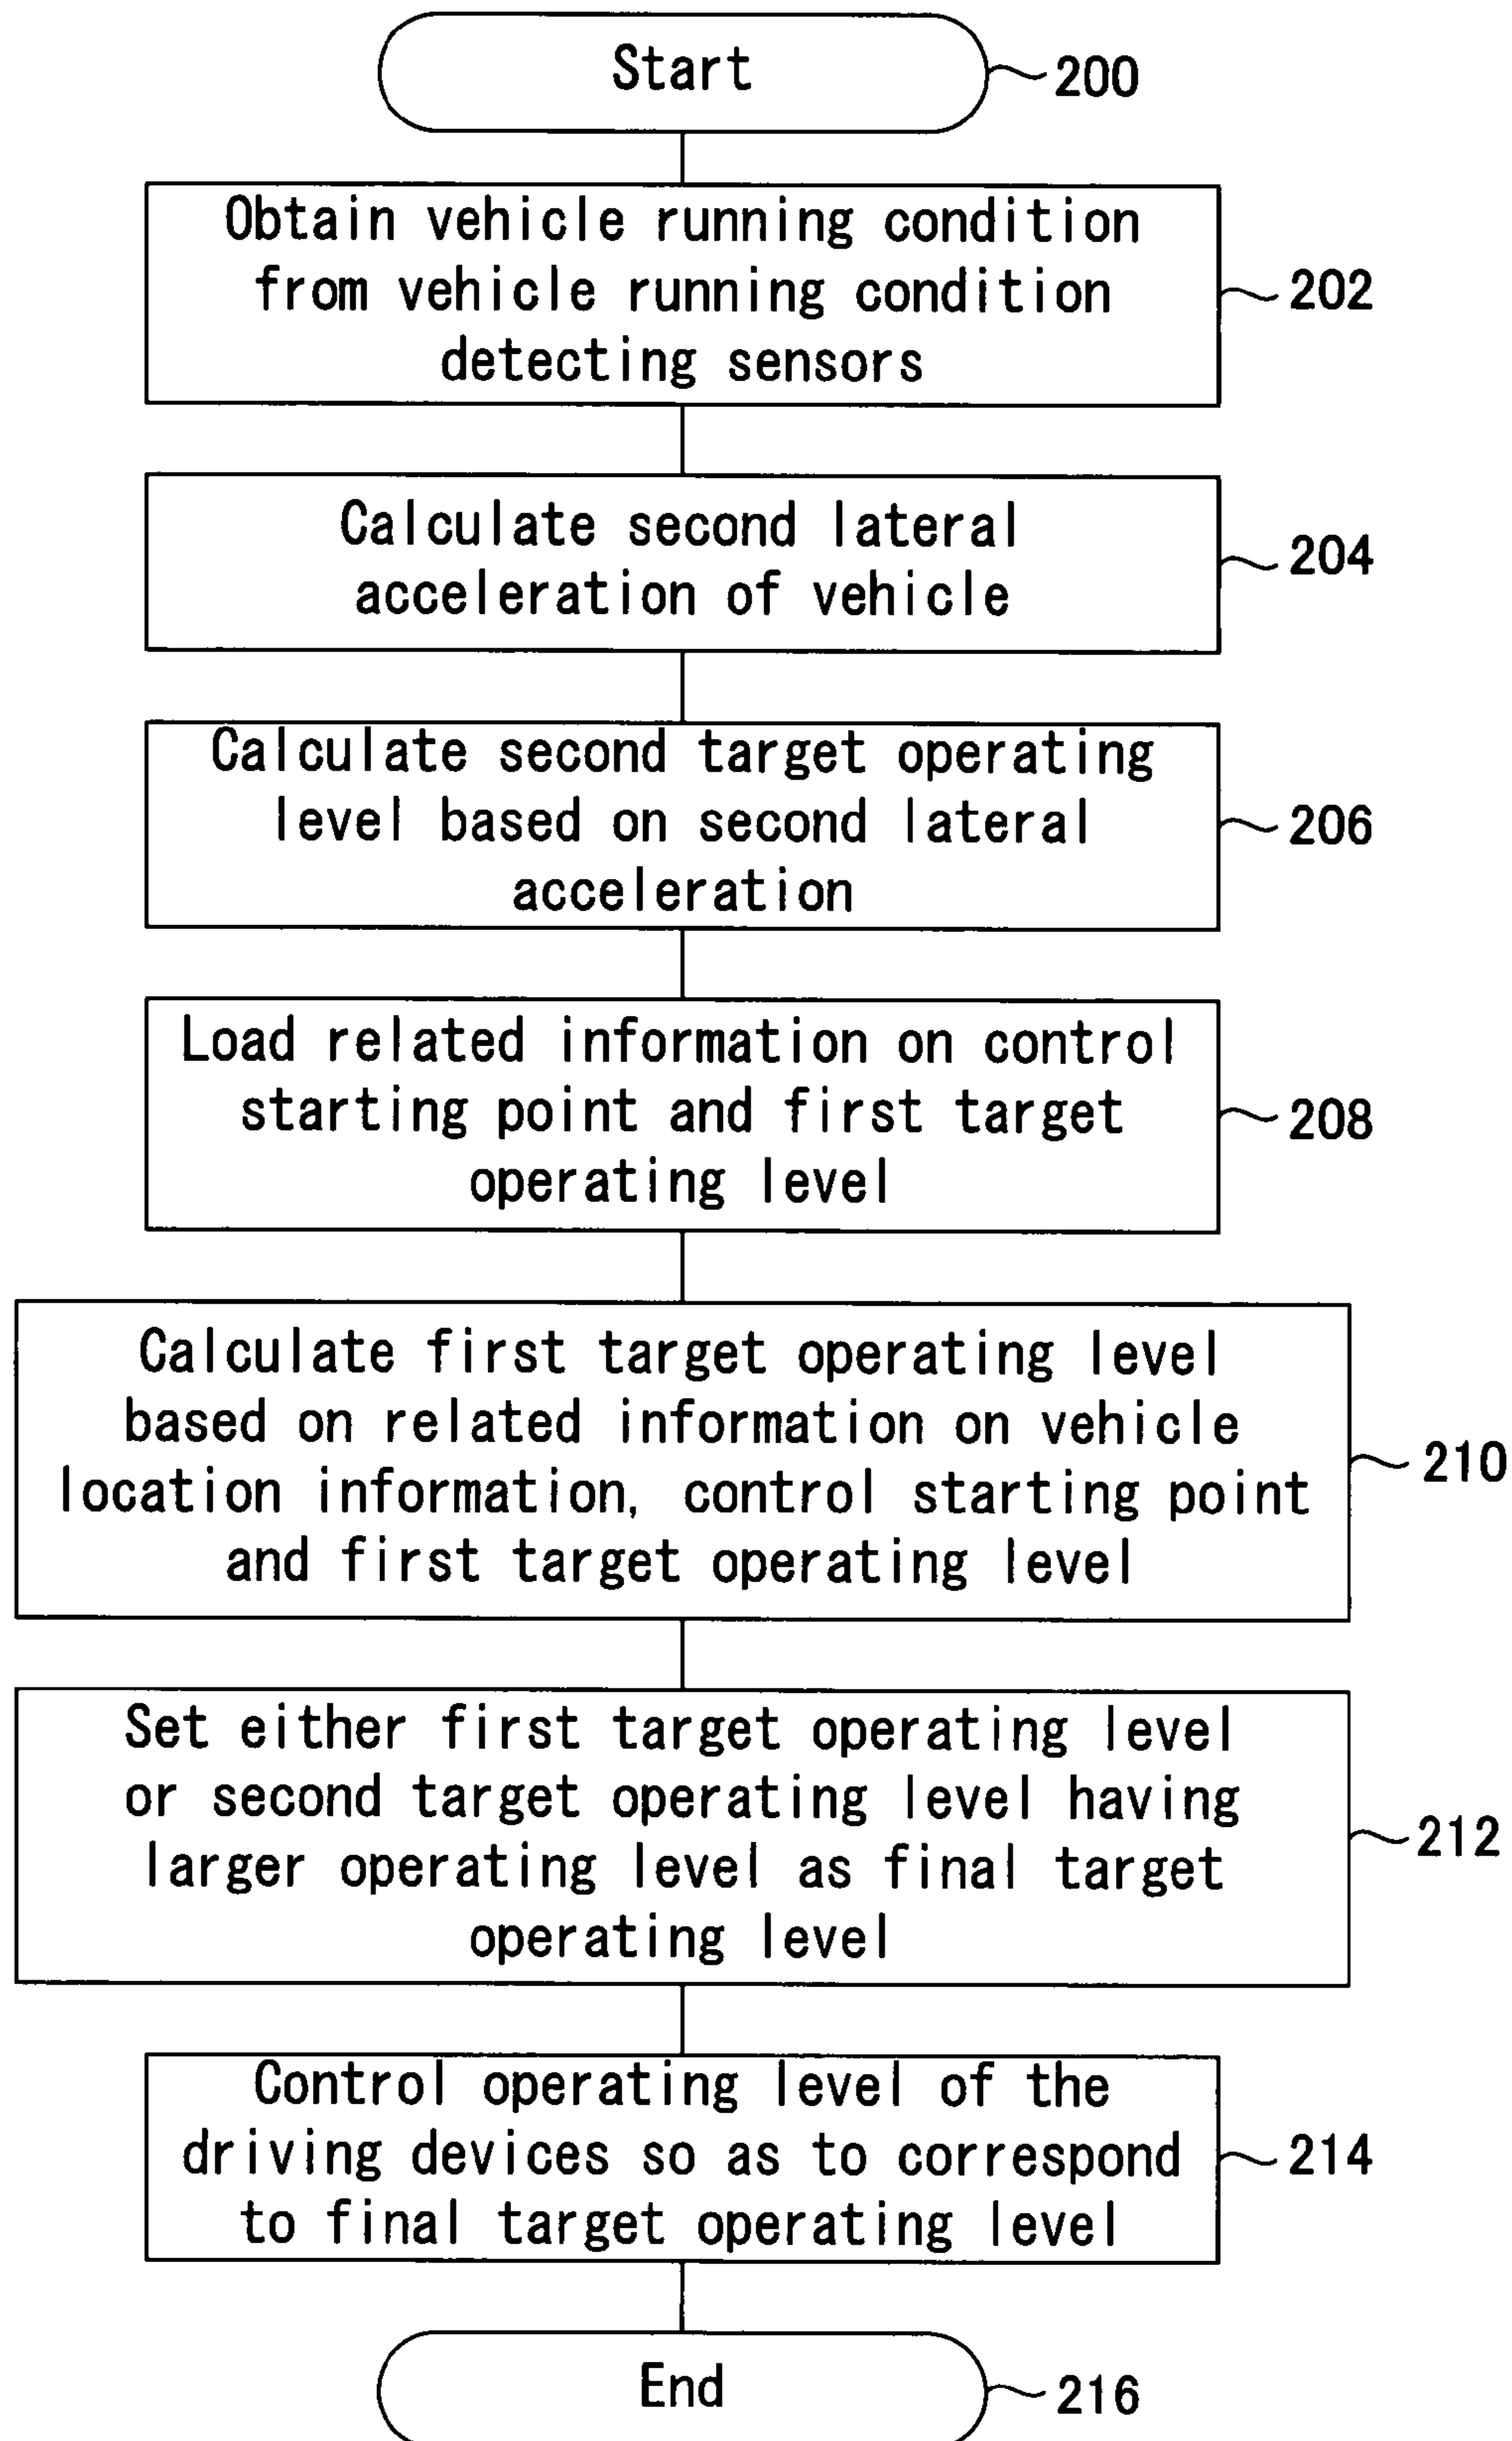 Start
200
Obtain vehicle running condition
from vehicle running condition
detecting sensors
202
Calculate second lateral
acceleration of vehicle
204
Calculate second target operating
level based on second lateral
acceleration
206
Load related information on control
starting point and first target
operating level
208
Calculate first target operating level
based on related information on vehicle
location information, control starting point
and first target operating level
210
Set either first target operating level
or second target operating level having
larger operating level as final target
operating level
212
Control operating level of the
driving devices so as to correspond
to final target operating level
214
End
216